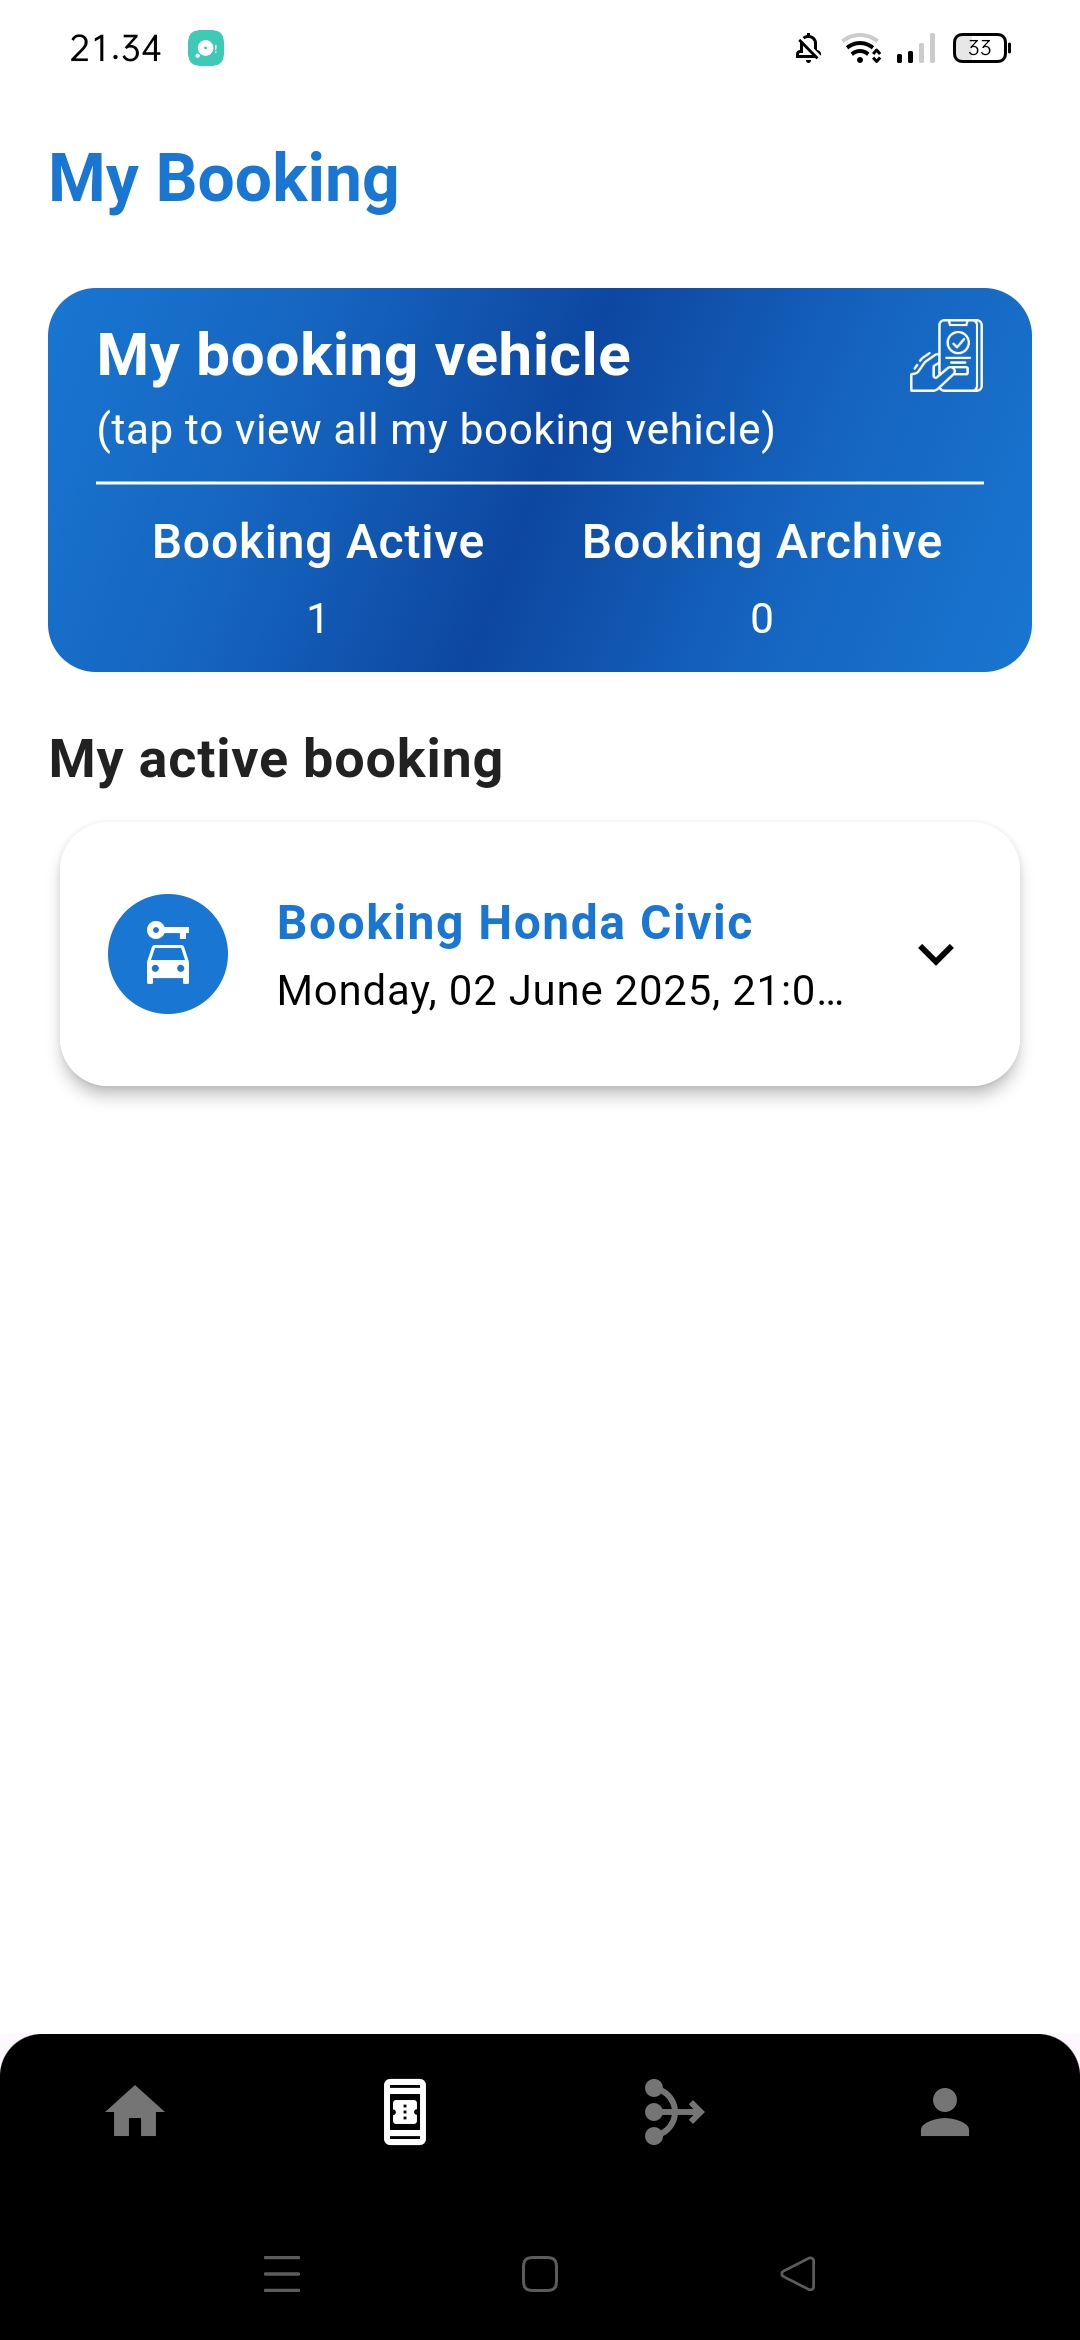 21.34
33
My Booking
My booking vehicle
(tap to view all my booking vehicle)
Booking Active
Booking Archive
1
0
My active booking
Booking Honda Civic
Monday, 02 June 2025, 21:0...